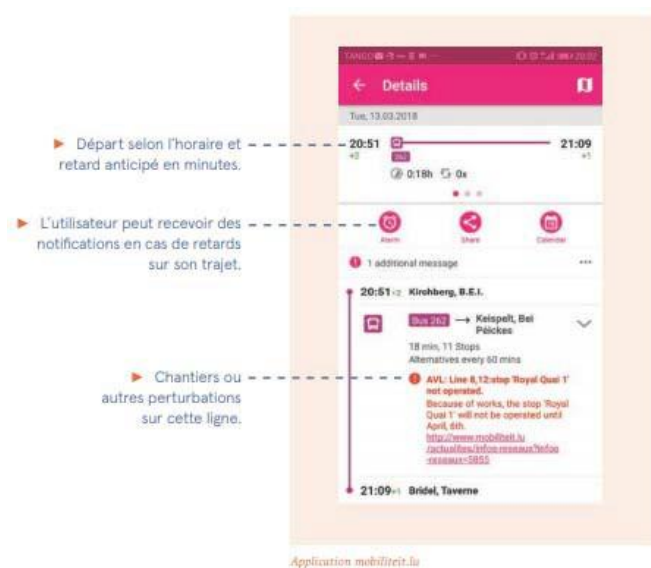 TANGO
20:02
Details
Tue, 13.03.2018
20:51
21:09
+1
262
0:18h 0x
Alarm Share Calendar
1 additional message
20:51 Kirchberg, B.E.I.
Bus 262 → Keispelt, Bei
Péickes
18 min, 11 Stops
Alternatives every 60 mins
AVL: Line 8,12:stop 'Royal Quai 1'
not operated.
Because of works, the stop 'Royal
Quai 1' will not be operated until
April, 6th.
http://www.mobiliteit.lu
/actualites/infos-reseaux?infos
-reseaux=5855
21:09 +1 Bridel, Taverne
Départ selon l'horaire et
retard anticipé en minutes.
L'utilisateur peut recevoir des
notifications en cas de retards
sur son trajet.
Chantiers ou
autres perturbations
sur cette ligne.
Application mobiliteit.lu